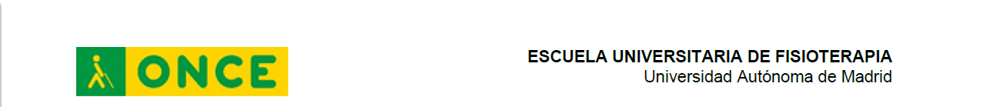 ONCE
ESCUELA UNIVERSITARIA DE FISIOTERAPIA
Universidad Autónoma de Madrid